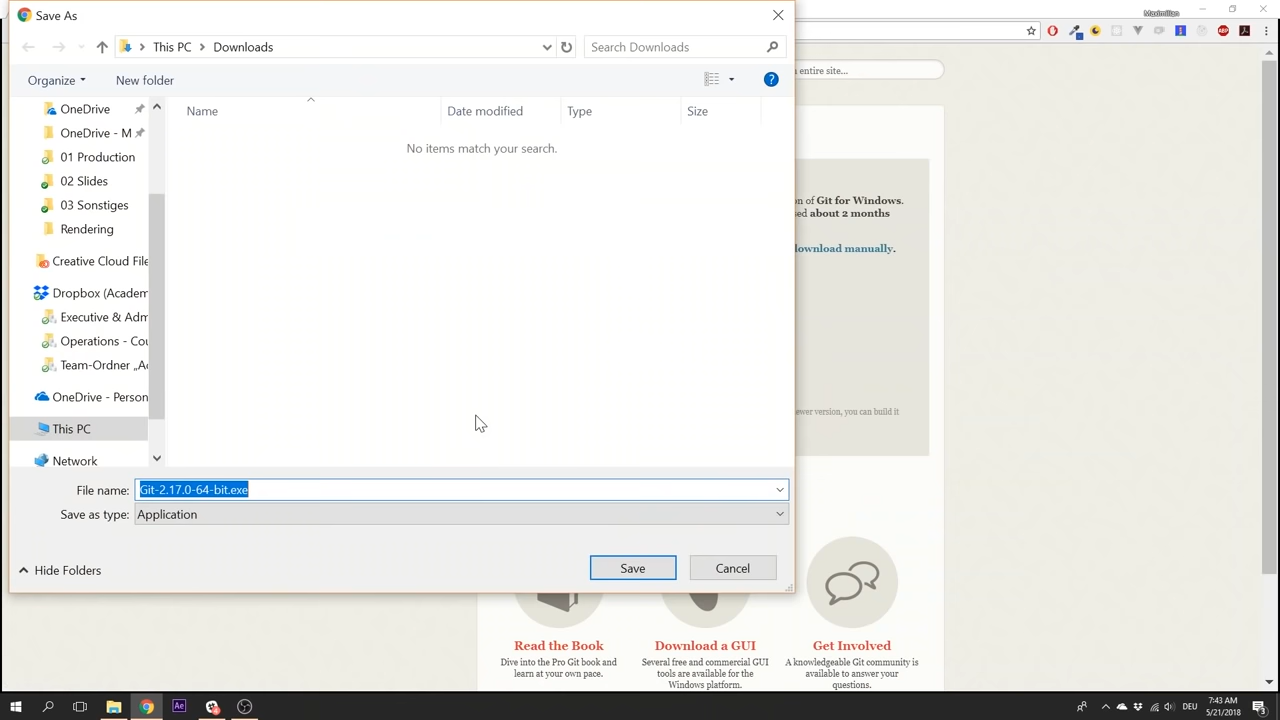 Save As
Maximilian
This PC
Downloads
Search Downloads
entire site...
Organize
New folder
OneDrive
OneDrive - M
01 Production
02 Slides
03 Sonstiges
Rendering
Creative Cloud File
Dropbox (Academ
Executive & Adm
Operations - Cou
Team-Ordner „Ac
OneDrive - Person
This PC
Network
Name
Date modified
Type
Size
No items match your search.
on of Git for Windows.
sed about 2 months
download manually.
ewer version, you can build it
File name:
Git-2.17.0-64-bit.exe
Save as type:
Application
Hide Folders
Save
Cancel
Read the Book
Dive into the Pro Git book and
learn at your own pace.
Download a GUI
Several free and commercial GUI
tools are available for the
Windows platform.
Get Involved
A knowledgeable Git community is
available to answer your
questions.
Ae
DEU
7:43 AM
5/21/2018
3